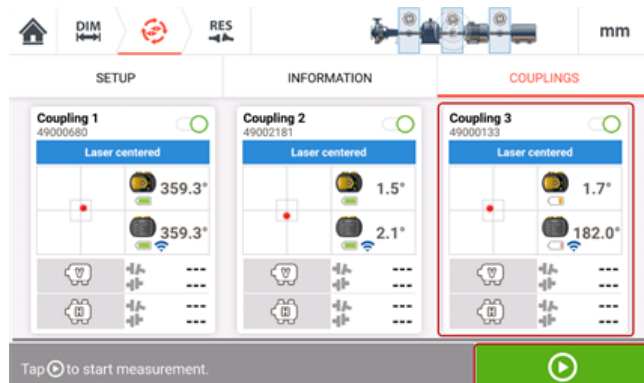 DIM
RES
mm
SETUP
INFORMATION
COUPLINGS
Coupling 1
49000680
Laser centered
359.3°
359.3°
V
---
---
H
---
---
Coupling 2
49002181
Laser centered
1.5°
2.1°
V
---
---
H
---
---
Coupling 3
49000133
Laser centered
1.7°
182.0°
V
---
---
H
---
---
Tap to start measurement.